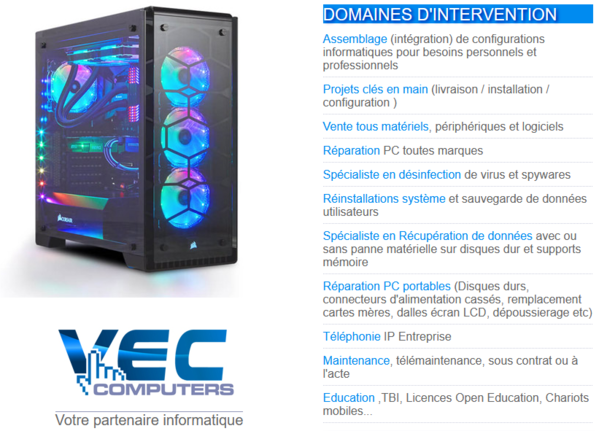 DOMAINES D'INTERVENTION
Assemblage (intégration) de configurations
informatiques pour besoins personnels et
professionnels
Projets clés en main (livraison / installation /
configuration )
Vente tous matériels, périphériques et logiciels
Réparation PC toutes marques
Spécialiste en désinfection de virus et spywares
Réinstallations système et sauvegarde de données
utilisateurs
Spécialiste en Récupération de données avec ou
sans panne matérielle sur disques dur et supports
mémoire
Réparation PC portables (Disques durs,
connecteurs d'alimentation cassés, remplacement
cartes mères, dalles écran LCD, dépoussierage etc)
Téléphonie IP Entreprise
Maintenance, télémaintenance, sous contrat ou à
l'acte
Education ,TBI, Licences Open Education, Chariots
mobiles...
CORSAIR
VEC
COMPUTERS
Votre partenaire informatique